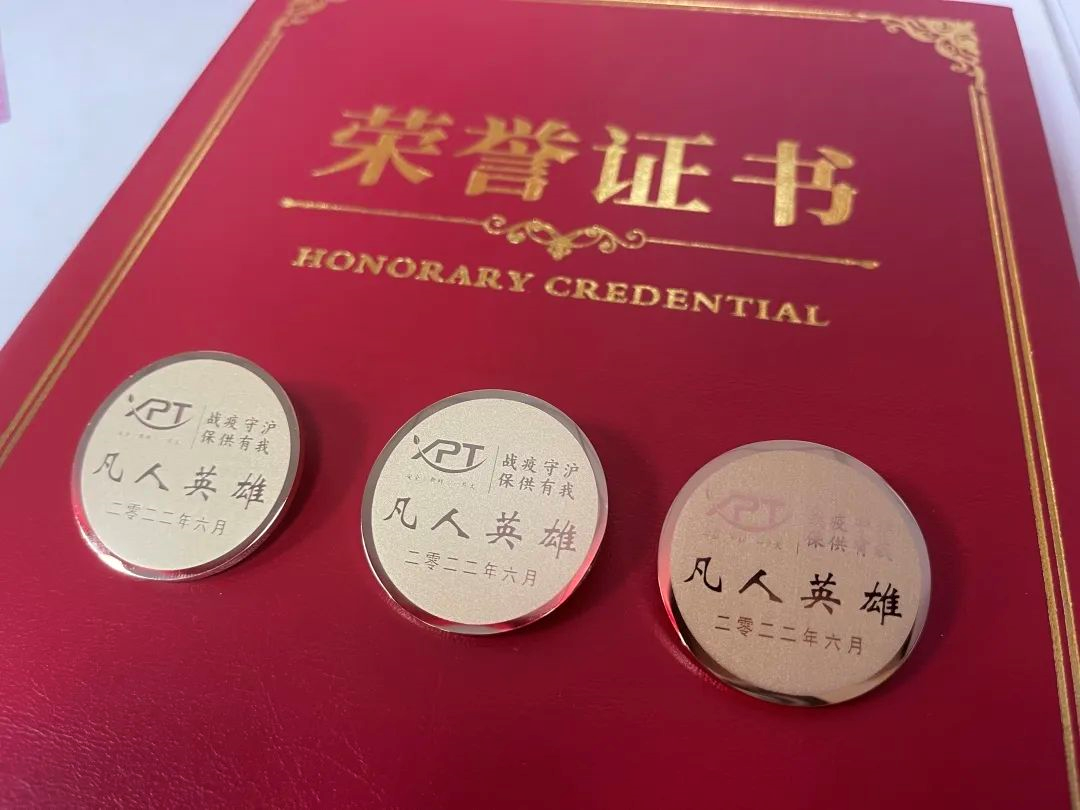 荣誉证书
HONORARY CREDENTIAL
XPT
战疫守沪
保供有我
凡人英雄
二零二二年六月
XPT
战疫守沪
保供有我
凡人英雄
二零二二年六月
XPT
疫
保供有我
凡人英雄
二零二二年六月